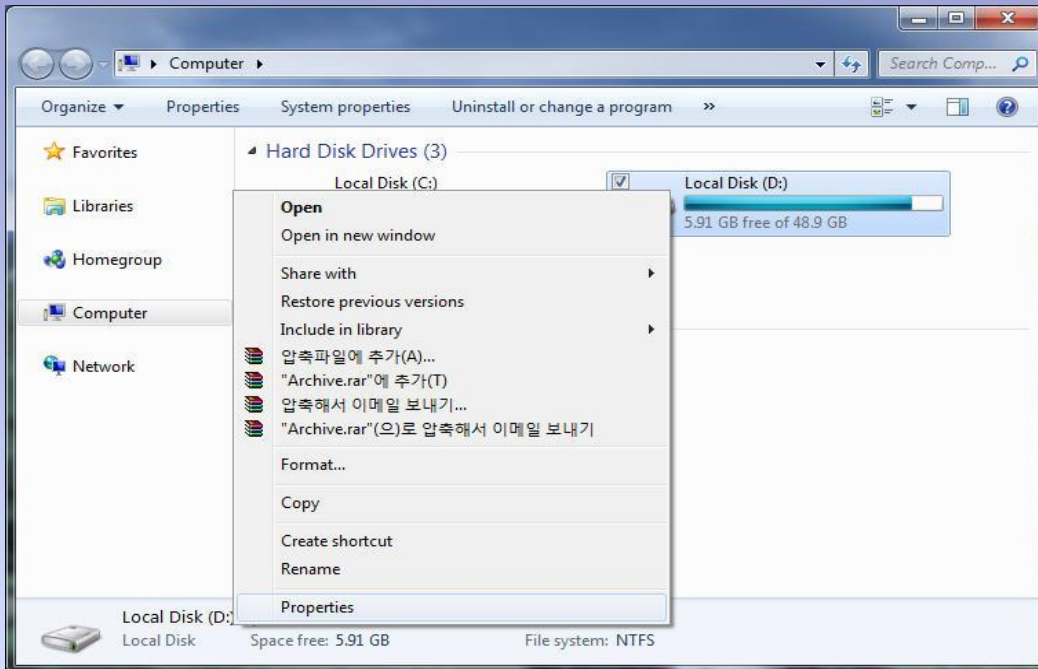 Computer
Search Comp...
Organize
Properties
System properties
Uninstall or change a program
»
Favorites
Libraries
Homegroup
Computer
Network
Hard Disk Drives (3)
Local Disk (C:)
Local Disk (D:)
5.91 GB free of 48.9 GB
Open
Open in new window
Share with
Restore previous versions
Include in library
압축파일에 추가(A)...
"Archive.rar"에 추가(T)
압축해서 이메일 보내기...
"Archive.rar"(으)로 압축해서 이메일 보내기
Format...
Copy
Create shortcut
Rename
Properties
Local Disk (D:)
Local Disk
Space free: 5.91 GB
File system: NTFS